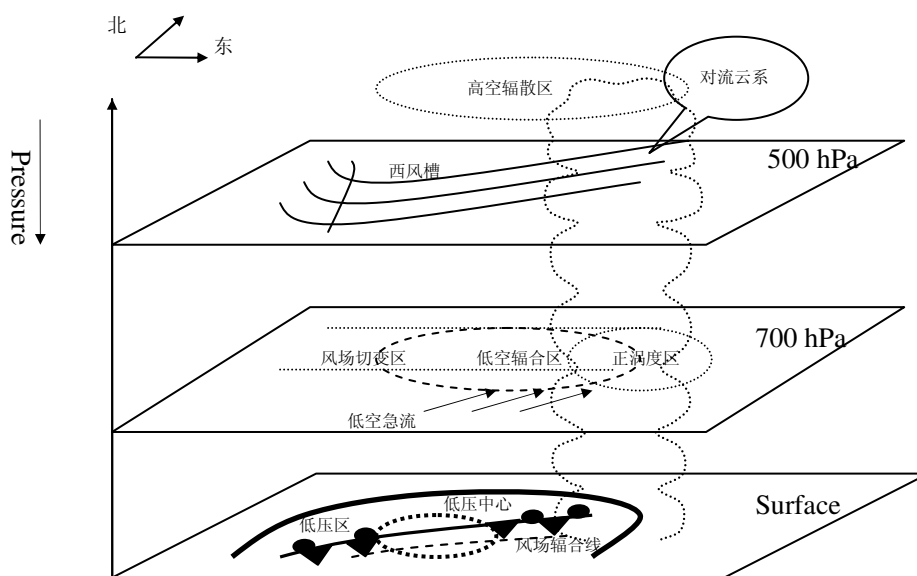 北
东
高空辐散区
对流云系
西风槽
500 hPa
Pressure
700 hPa
风场切变区
低空辐合区
正涡度区
低空急流
低压中心
Surface
低压区
风场辐合线